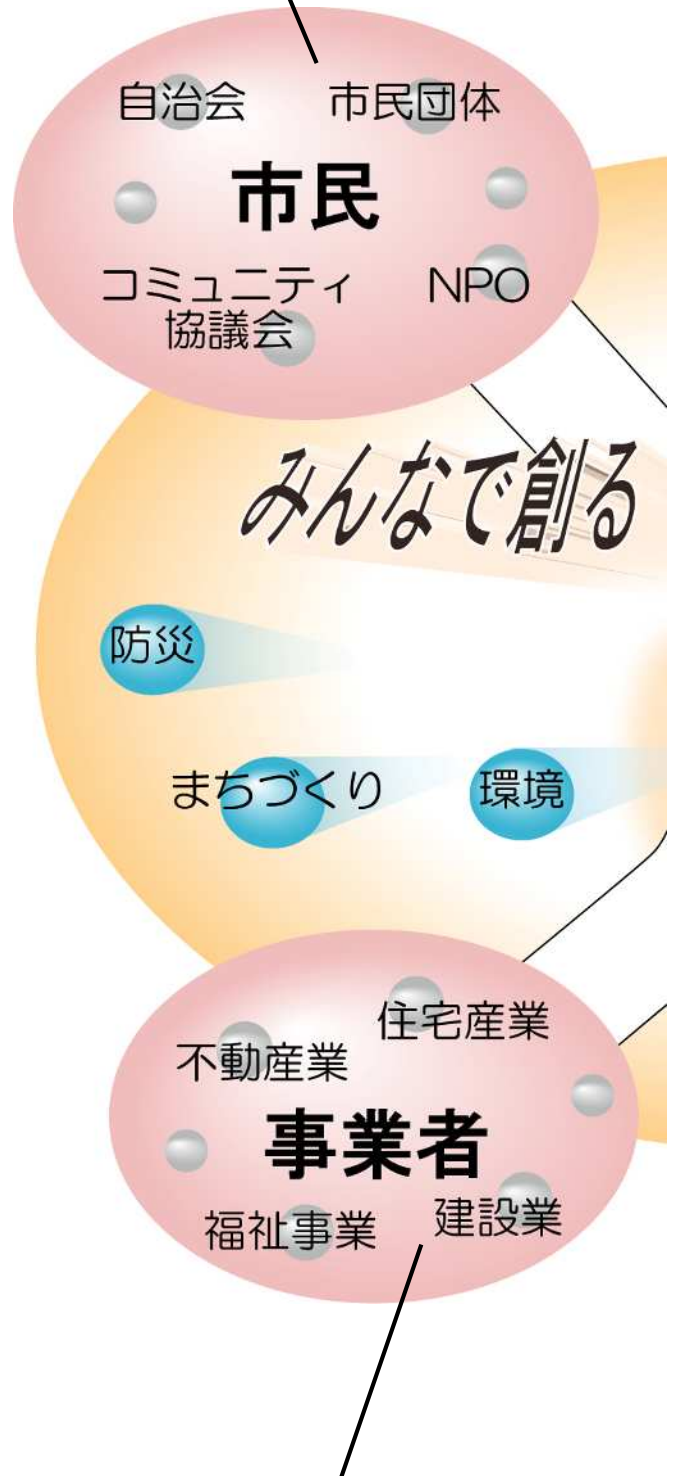 自治会 市民団体
市民
コミュニティ NPO
協議会
みんなで創る
防災
まちづくり 環境
住宅産業
不動産業
事業者
福祉事業 建設業